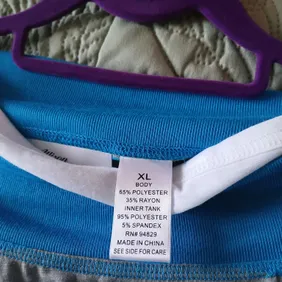 XL
BODY
65% POLYESTER
35% RAYON
INNER TANK
95% POLYESTER
5% SPANDEX
RN# 94829
MADE IN CHINA
SEE SIDE FOR CARE